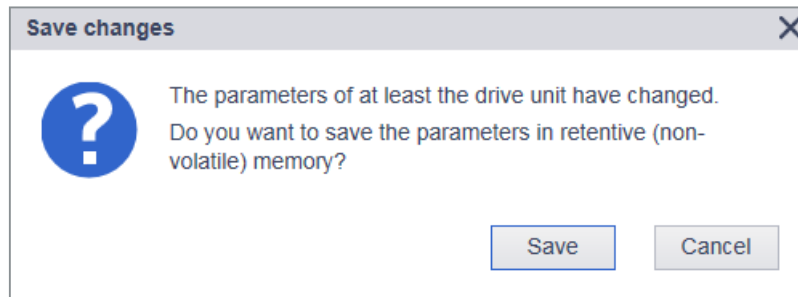 Save changes
The parameters of at least the drive unit have changed.
Do you want to save the parameters in retentive (non-
volatile) memory?
Save
Cancel